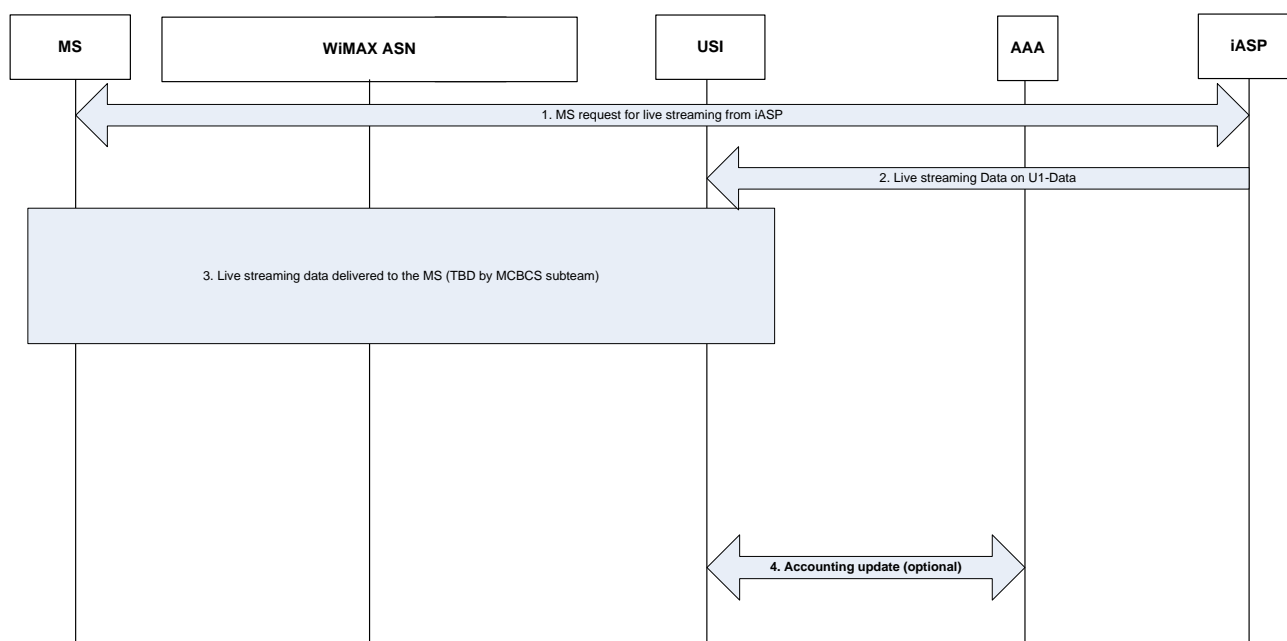 MS
WiMAX ASN
USI
AAA
iASP
1. MS request for live streaming from iASP
2. Live streaming Data on U1-Data
3. Live streaming data delivered to the MS (TBD by MCBCS subteam)
4. Accounting update (optional)